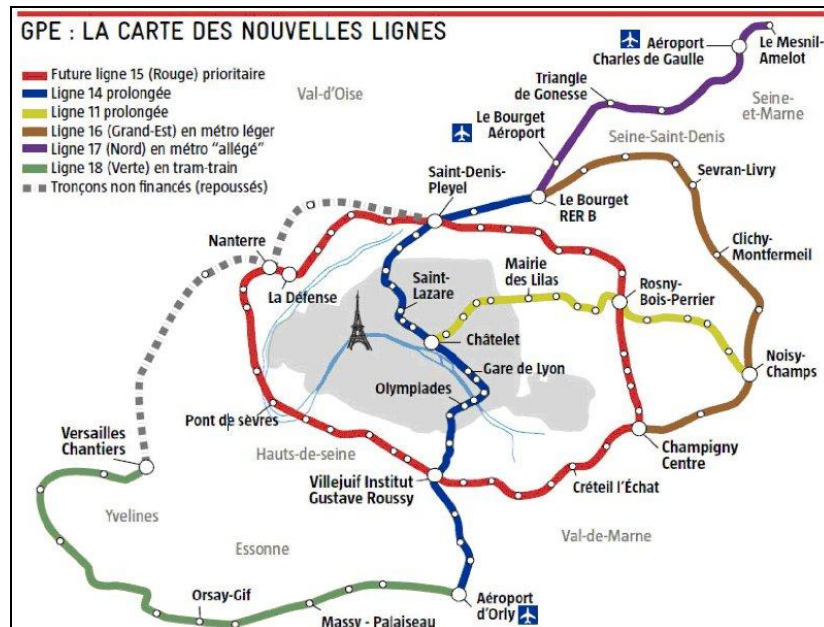 GPE : LA CARTE DES NOUVELLES LIGNES
Future ligne 15 (Rouge) prioritaire
Ligne 14 prolongée
Ligne 11 prolongée
Ligne 16 (Grand-Est) en métro léger
Ligne 17 (Nord) en métro "allégé"
Ligne 18 (Verte) en tram-train
Tronçons non financés (repoussés)
Val-d'Oise
Aéroport
Charles de Gaulle
Le Mesnil-
Amelot
Triangle
de Gonesse
Seine-
et-Marne
Le Bourget
Aéroport
Seine-Saint-Denis
Saint-Denis-
Pleyel
Sevran-Livry
Le Bourget
RER B
Nanterre
La Défense
Saint-
Lazare
Mairie
des Lilas
Clichy-
Montfermeil
Rosny-
Bois-Perrier
Châtelet
Gare de Lyon
Noisy-
Champs
Olympiades
Pont de sèvres
Versailles
Chantiers
Hauts-de-seine
Champigny
Centre
Villejuif Institut
Gustave Roussy
Créteil l'Échat
Yvelines
Val-de-Marne
Essonne
Orsay-Gif
Massy - Palaiseau
Aéroport
d'Orly